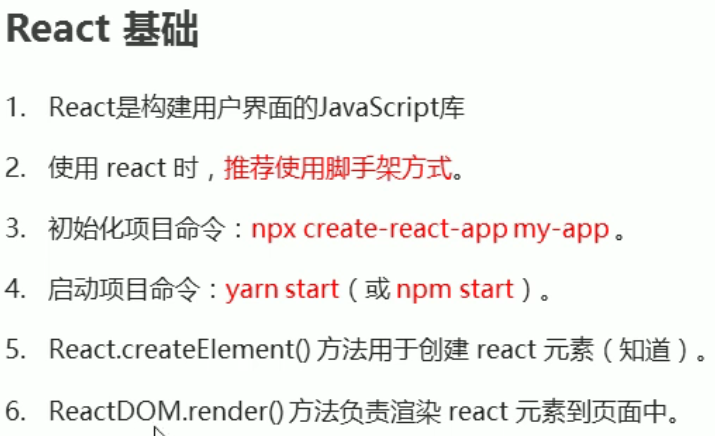 React 基础
1. React是构建用户界面的JavaScript库
2. 使用 react 时，推荐使用脚手架方式。
3. 初始化项目命令：npx create-react-app my-app 。
4. 启动项目命令：yarn start（或 npm start）。
5. React.createElement() 方法用于创建 react 元素（知道）。
6. ReactDOM.render() 方法负责渲染 react 元素到页面中。